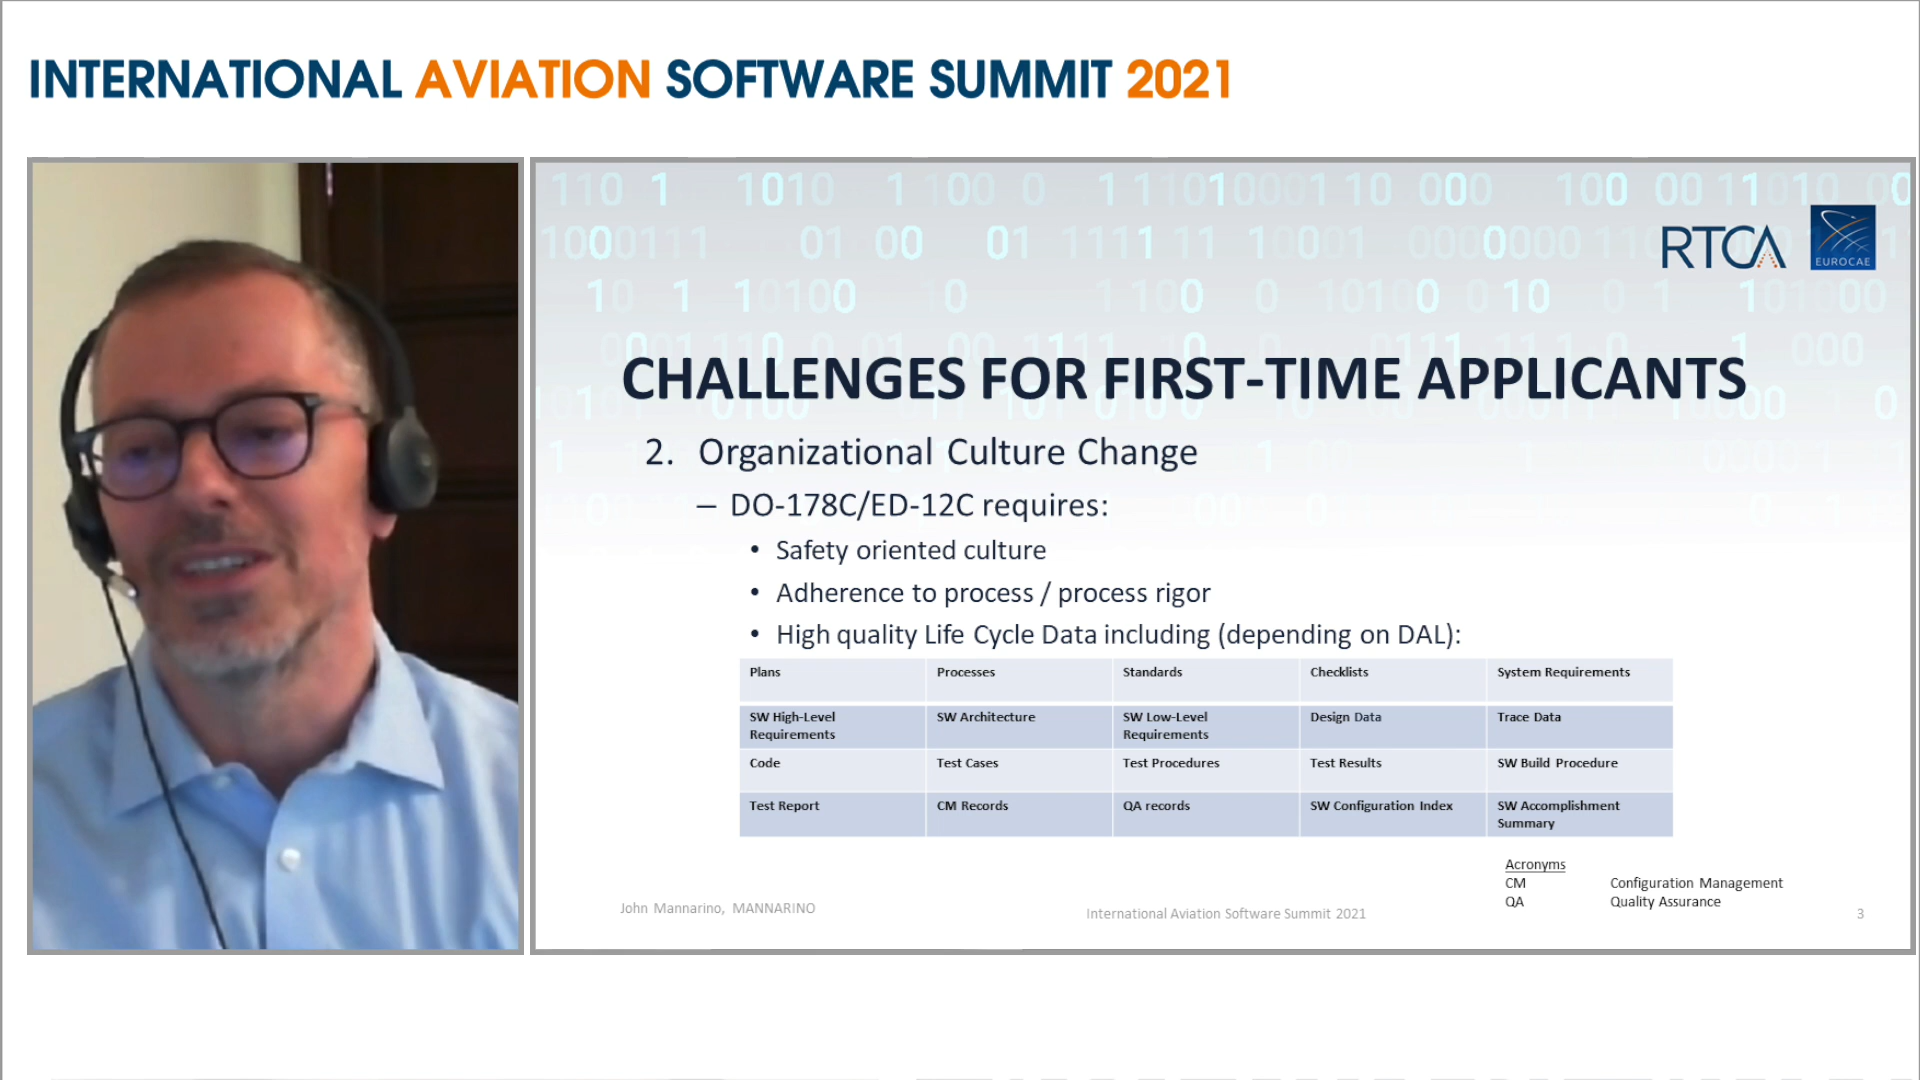 INTERNATIONAL AVIATION SOFTWARE SUMMIT 2021
RTCA
EUROCAE
CHALLENGES FOR FIRST-TIME APPLICANTS
2. Organizational Culture Change
– DO-178C/ED-12C requires:
• Safety oriented culture
• Adherence to process / process rigor
• High quality Life Cycle Data including (depending on DAL):
Plans Processes Standards Checklists System Requirements
SW High-Level Requirements SW Architecture SW Low-Level Requirements Design Data Trace Data
Code Test Cases Test Procedures Test Results SW Build Procedure
Test Report CM Records QA records SW Configuration Index SW Accomplishment Summary
Acronyms
CM Configuration Management
QA Quality Assurance
John Mannarino, MANNARINO
International Aviation Software Summit 2021
3